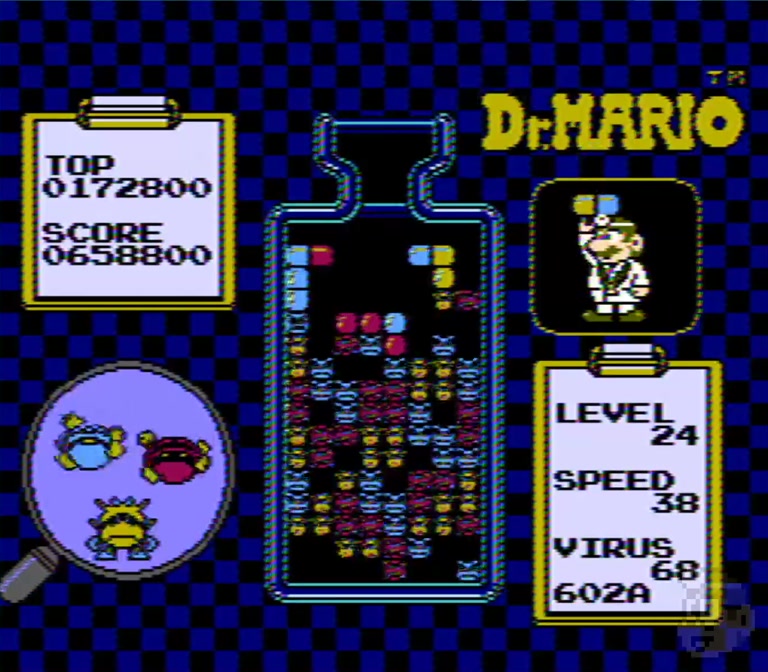 TM
Dr. MARIO
TOP
0172800
SCORE
0658800
LEVEL
24
SPEED
38
VIRUS
68
602A